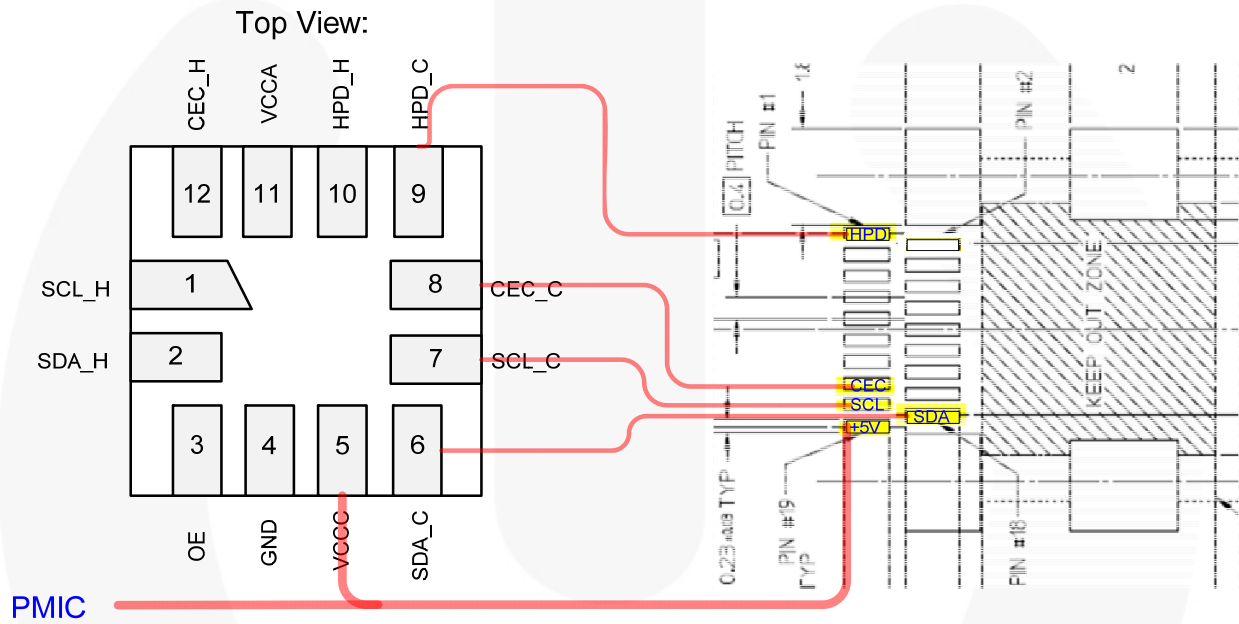 Top View:
CEC_H
VCCA
HPD_H
HPD_C
12
11
10
9
SCL_H
1
8
CEC_C
SDA_H
2
7
SCL_C
3
4
5
6
OE
GND
VCCC
SDA_C
PMIC
1.8
2
PIN #1
PIN #2
0.4 PITCH
HPD
KEEP OUT ZONE
CEC
SCL
SDA
+5V
TYP
PIN #19
TYP
PIN #18